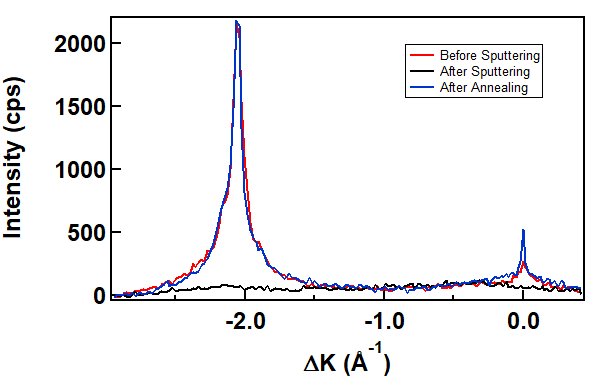 2000
1500
1000
500
0
Intensity (cps)
Before Sputtering
After Sputtering
After Annealing
-2.0 -1.0 0.0
ΔK (Å⁻¹)